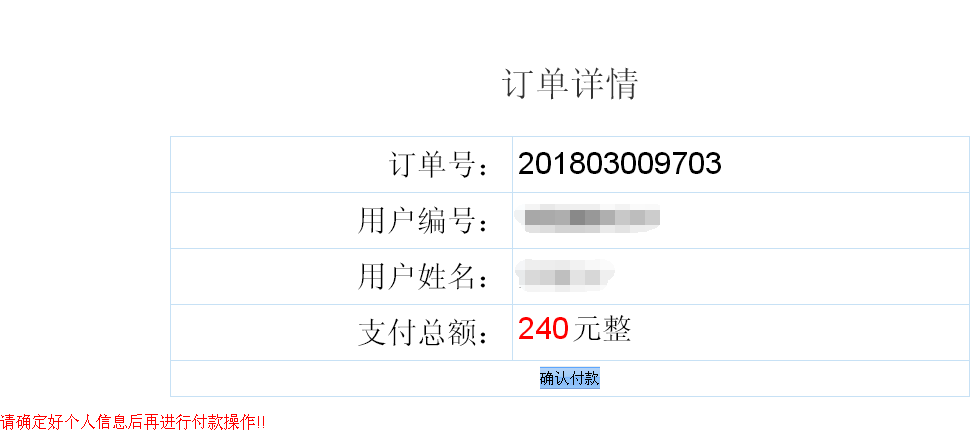 订单详情
订单号： 201803009703
用户编号：
用户姓名：
支付总额： 240元整
确认付款
请确定好个人信息后再进行付款操作!!